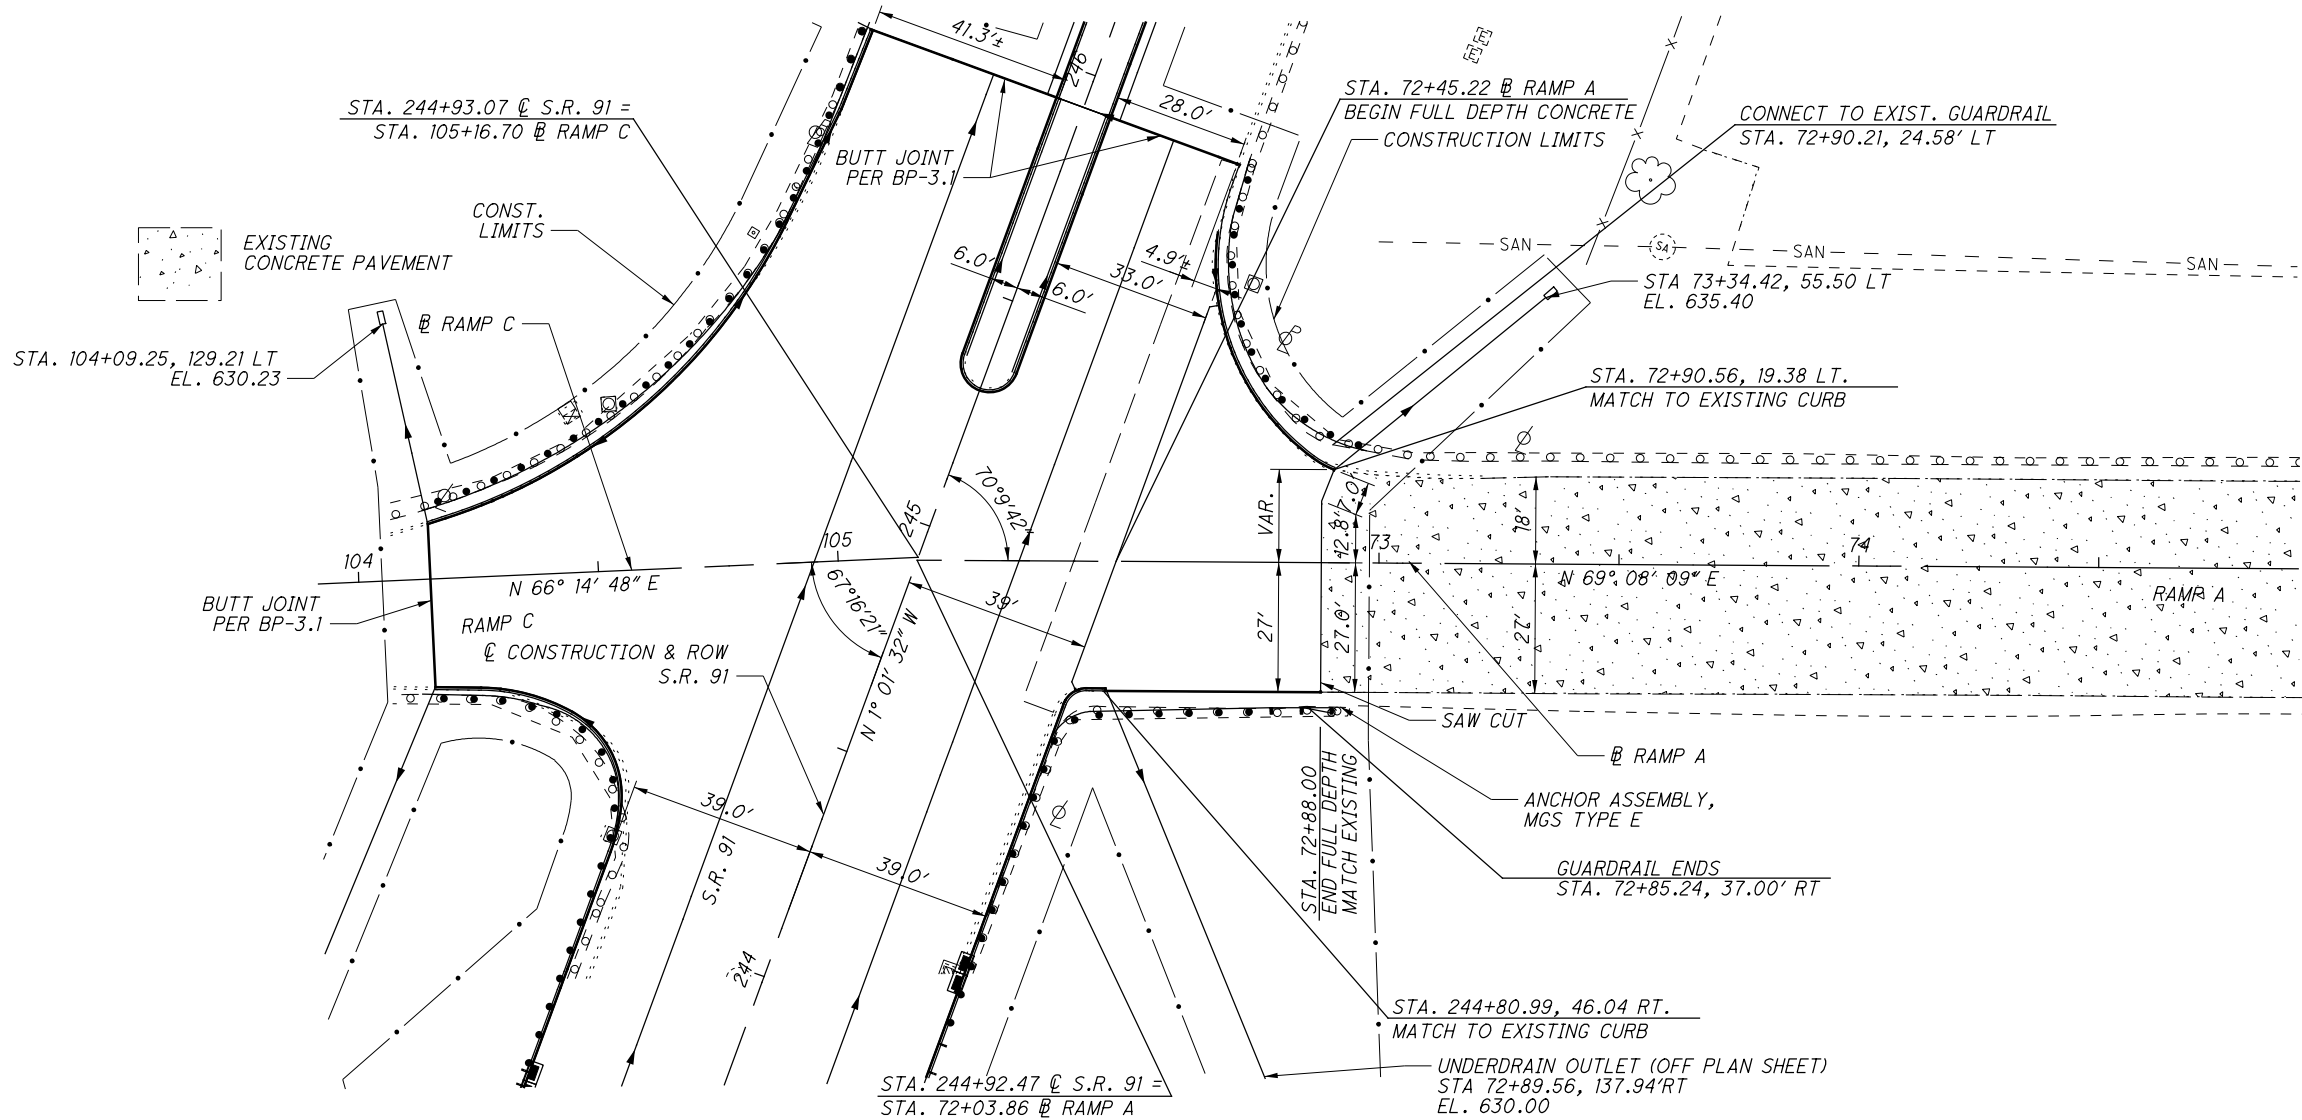 41.3'±
246
28.0'
STA. 244+93.07 ℄ S.R. 91 =
STA. 105+16.70 B̲ RAMP C
STA. 72+45.22 B̲ RAMP A
BEGIN FULL DEPTH CONCRETE
CONSTRUCTION LIMITS
CONNECT TO EXIST. GUARDRAIL
STA. 72+90.21, 24.58' LT
BUTT JOINT
PER BP-3.1
CONST.
LIMITS
EXISTING
CONCRETE PAVEMENT
SAN
SA
SAN
SAN
6.0'
6.0'
4.9'±
33.0'
STA 73+34.42, 55.50 LT
EL. 635.40
B̲ RAMP C
STA. 104+09.25, 129.21 LT
EL. 630.23
STA. 72+90.56, 19.38 LT.
MATCH TO EXISTING CURB
70°9'42"
VAR.
12.8'
7.0'
18'
104
105
245
73
74
N 66° 14' 48" E
N 69° 08' 09" E
67°16'21"
39'
27'
27.0'
27'
RAMP A
BUTT JOINT
PER BP-3.1
RAMP C
℄ CONSTRUCTION & ROW
S.R. 91
N 1° 01' 32" W
SAW CUT
B̲ RAMP A
39.0'
39.0'
S.R. 91
STA. 72+88.00
END FULL DEPTH
MATCH EXISTING
ANCHOR ASSEMBLY,
MGS TYPE E
GUARDRAIL ENDS
STA. 72+85.24, 37.00' RT
244
STA. 244+80.99, 46.04 RT.
MATCH TO EXISTING CURB
UNDERDRAIN OUTLET (OFF PLAN SHEET)
STA 72+89.56, 137.94'RT
EL. 630.00
STA. 244+92.47 ℄ S.R. 91 =
STA. 72+03.86 B̲ RAMP A